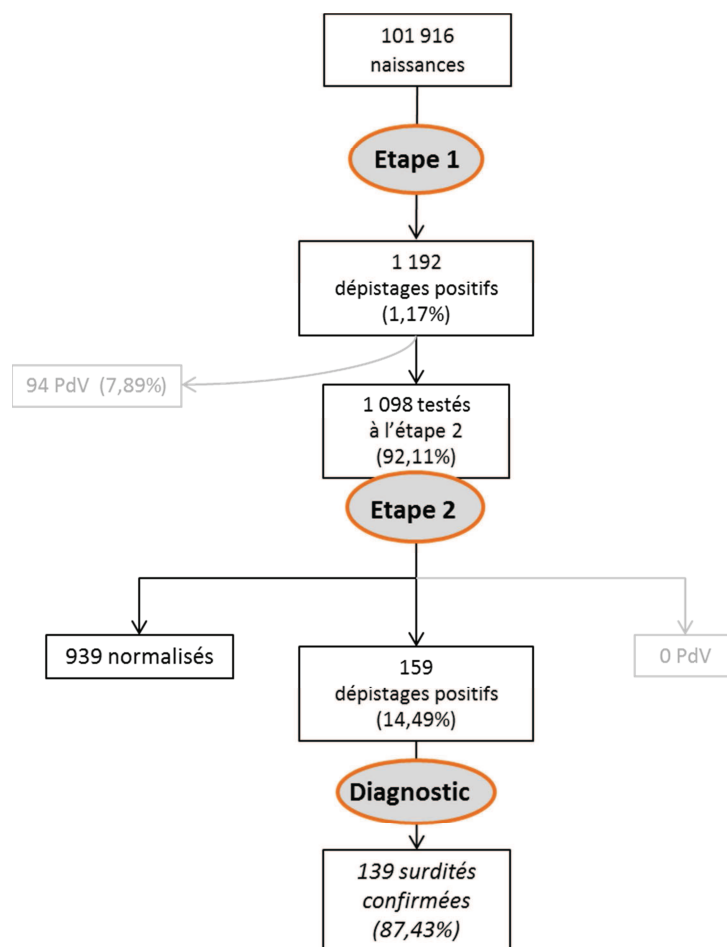 101 916
naissances
Etape 1
1 192
dépistages positifs
(1,17%)
94 PdV (7,89%)
1 098 testés
à l'étape 2
(92,11%)
Etape 2
939 normalisés
159
dépistages positifs
(14,49%)
0 PdV
Diagnostic
139 surdités
confirmées
(87,43%)